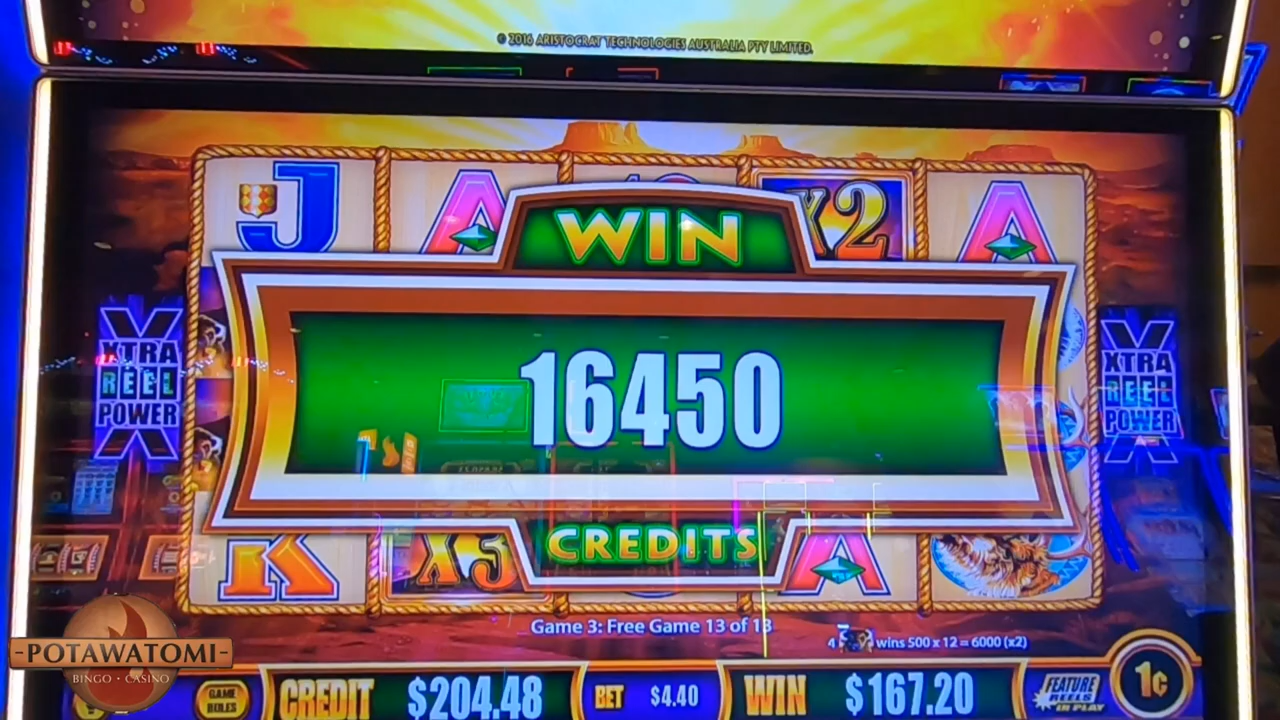 © 2016 ARISTOCRAT TECHNOLOGIES AUSTRALIA PTY LIMITED.
J A X2 A
WIN
16450
CREDITS
XTRA
REEL
POWER
X
XTRA
REEL
POWER
X
K X3 A
Game 3: Free Game 13 of 13
4 wins 500 x 12 = 6000 (x2)
-POTAWATOMI-
BINGO • CASINO
GAME
RULES
CREDIT $204.48 BET $4.40 WIN $167.20
FEATURE
REELS
IN PLAY
1¢